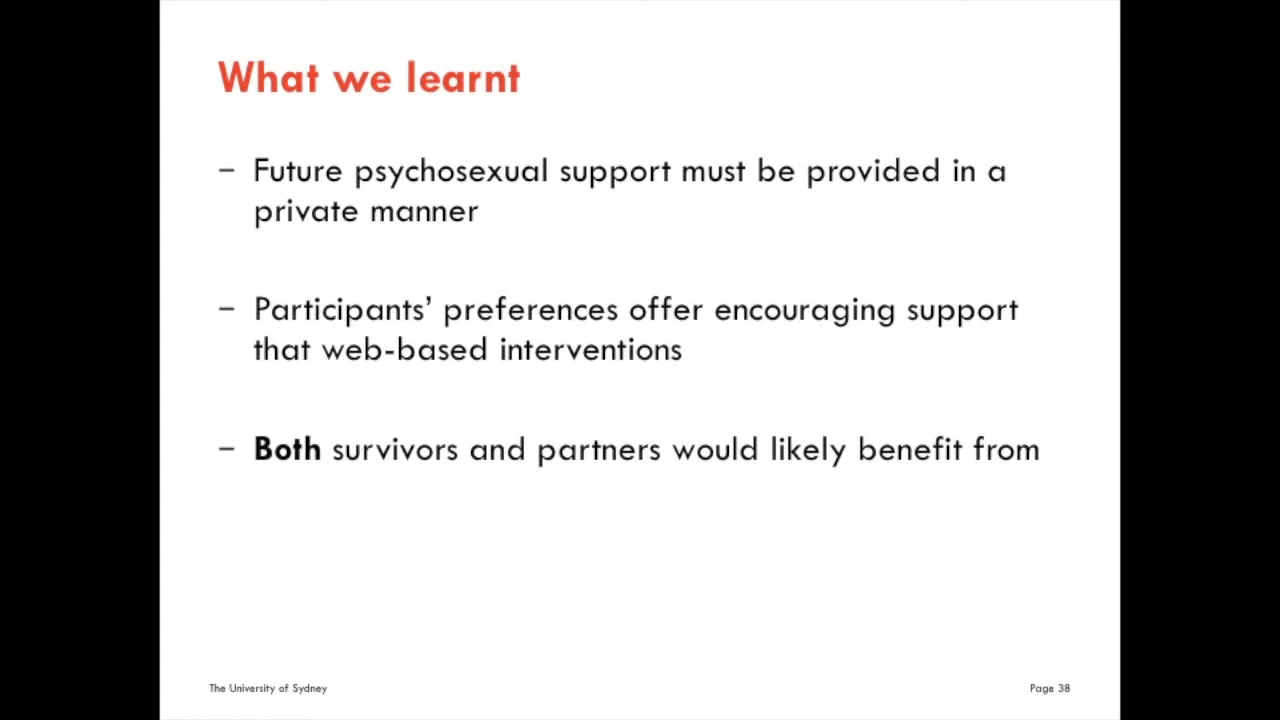 What we learnt
– Future psychosexual support must be provided in a
private manner
– Participants’ preferences offer encouraging support
that web-based interventions
– Both survivors and partners would likely benefit from
The University of Sydney
Page 38